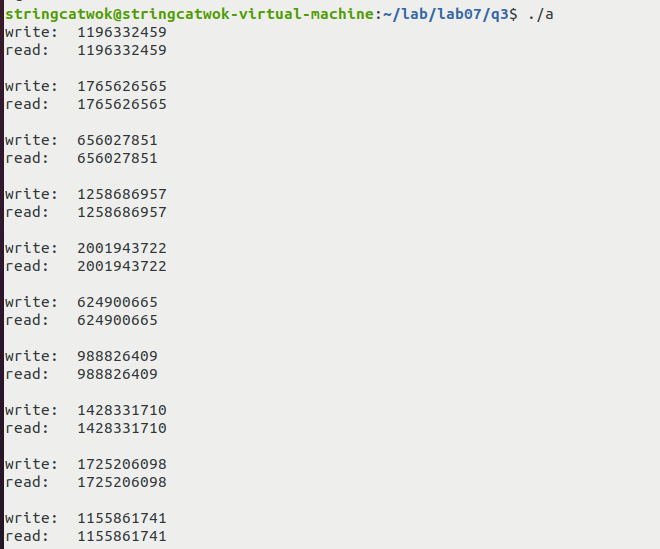 stringcatwok@stringcatwok-virtual-machine:~/lab/lab07/q3$ ./a
write:  1196332459
read:   1196332459

write:  1765626565
read:   1765626565

write:  656027851
read:   656027851

write:  1258686957
read:   1258686957

write:  2001943722
read:   2001943722

write:  624900665
read:   624900665

write:  988826409
read:   988826409

write:  1428331710
read:   1428331710

write:  1725206098
read:   1725206098

write:  1155861741
read:   1155861741